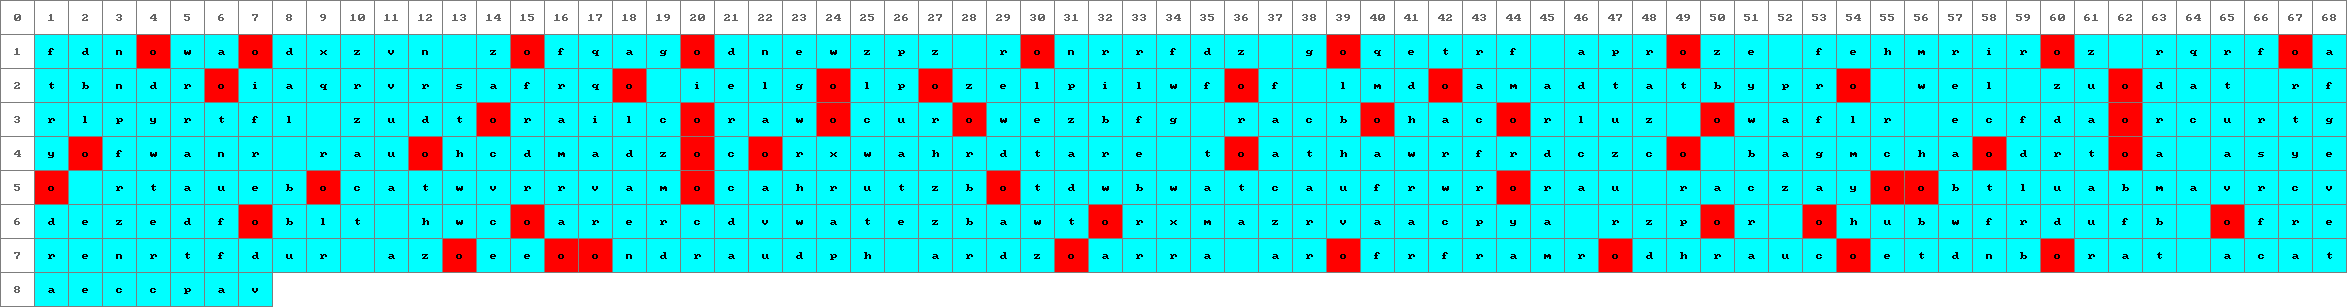 0 1 2 3 4 5 6 7 8 9 10 11 12 13 14 15 16 17 18 19 20 21 22 23 24 25 26 27 28 29 30 31 32 33 34 35 36 37 38 39 40 41 42 43 44 45 46 47 48 49 50 51 52 53 54 55 56 57 58 59 60 61 62 63 64 65 66 67 68
1 f d n o w a o d x z v n z o f q a g o d n e w z p z r o n r r f d z g o q e t r f a p r o z e f e h m r i r o z r q r f o a
2 t b n d r o i a q r v r s a f r q o i e l g o l p o z e l p i l w f o f l m d o a m a d t a t b y p r o w e l z u o d a t r f
3 r l p y r t f l z u d t o r a i l c o r a w o c u r o w e z b f g r a c b o h a c o r l u z o w a f l r e c f d a o r c u r t g
4 y o f w a n r r a u o h c d m a d z o c o r x w a h r d t a r e t o a t h a w r f r d c z c o b a g m c h a o d r t o a a s y e
5 o r t a u e b o c a t w v r r v a m o c a h r u t z b o t d w b w a t c a u f r w r o r a u r a c z a y o o b t l u a b m a v r c v
6 d e z e d f o b l t h w c o a r e r c d v w a t e z b a w t o r x m a z r v a a c p y a r z p o r o h u b w f r d u f b o f r e
7 r e n r t f d u r a z o e e o o n d r a u d p h a r d z o a r r a a r o f r f r a m r o d h r a u c o e t d n b o r a t a c a t
8 a e c c p a v